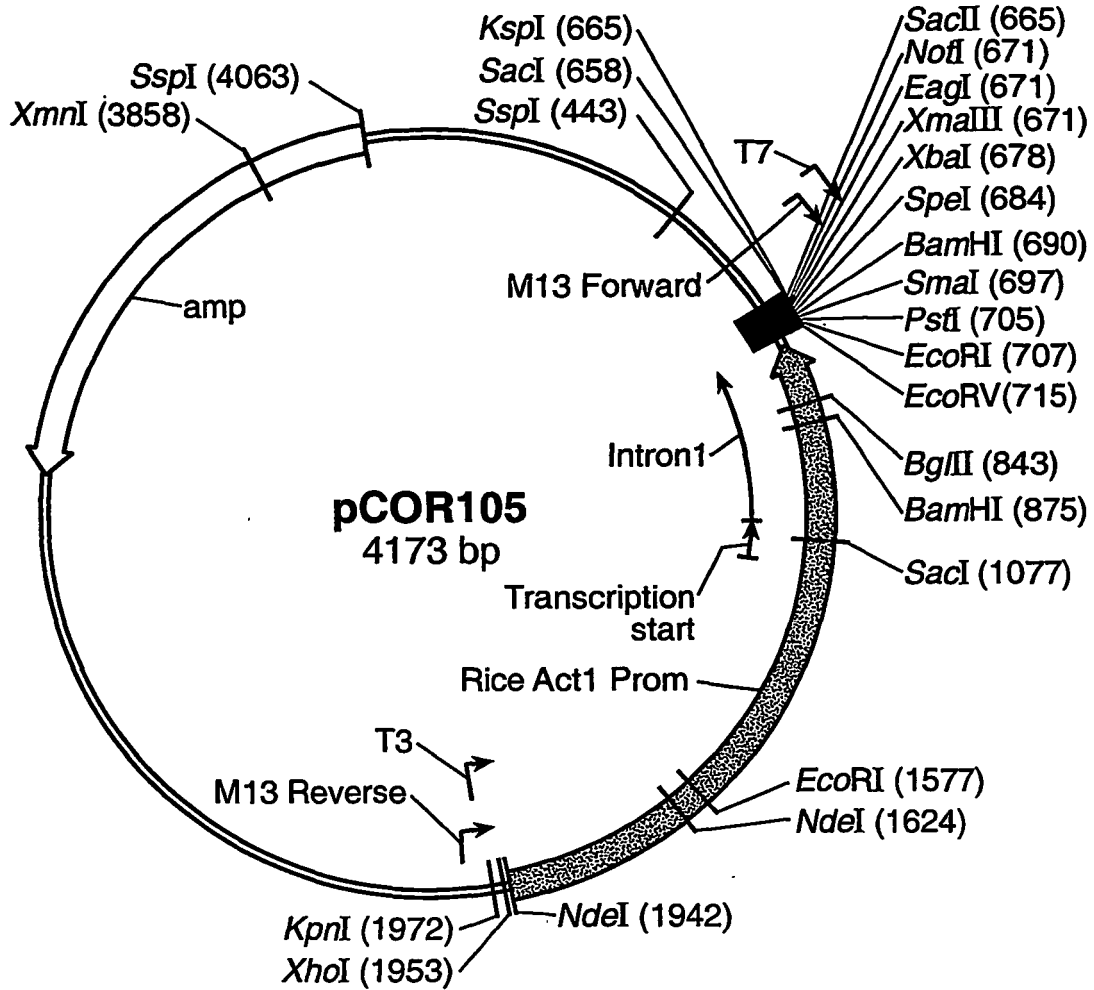 KspI (665)
SacI (658)
SspI (443)
SspI (4063)
XmnI (3858)
SacII (665)
NotI (671)
EagI (671)
XmaIII (671)
XbaI (678)
SpeI (684)
BamHI (690)
SmaI (697)
PstI (705)
EcoRI (707)
EcoRV(715)
T7
M13 Forward
amp
Intron1
BglII (843)
BamHI (875)
SacI (1077)
pCOR105
4173 bp
Transcription
start
Rice Act1 Prom
T3
M13 Reverse
EcoRI (1577)
NdeI (1624)
NdeI (1942)
KpnI (1972)
XhoI (1953)